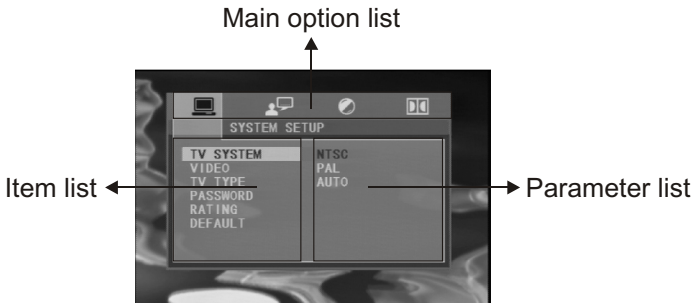 Main option list
SYSTEM SETUP
Item list
TV SYSTEM
VIDEO
TV TYPE
PASSWORD
RATING
DEFAULT
NTSC
PAL
AUTO
Parameter list